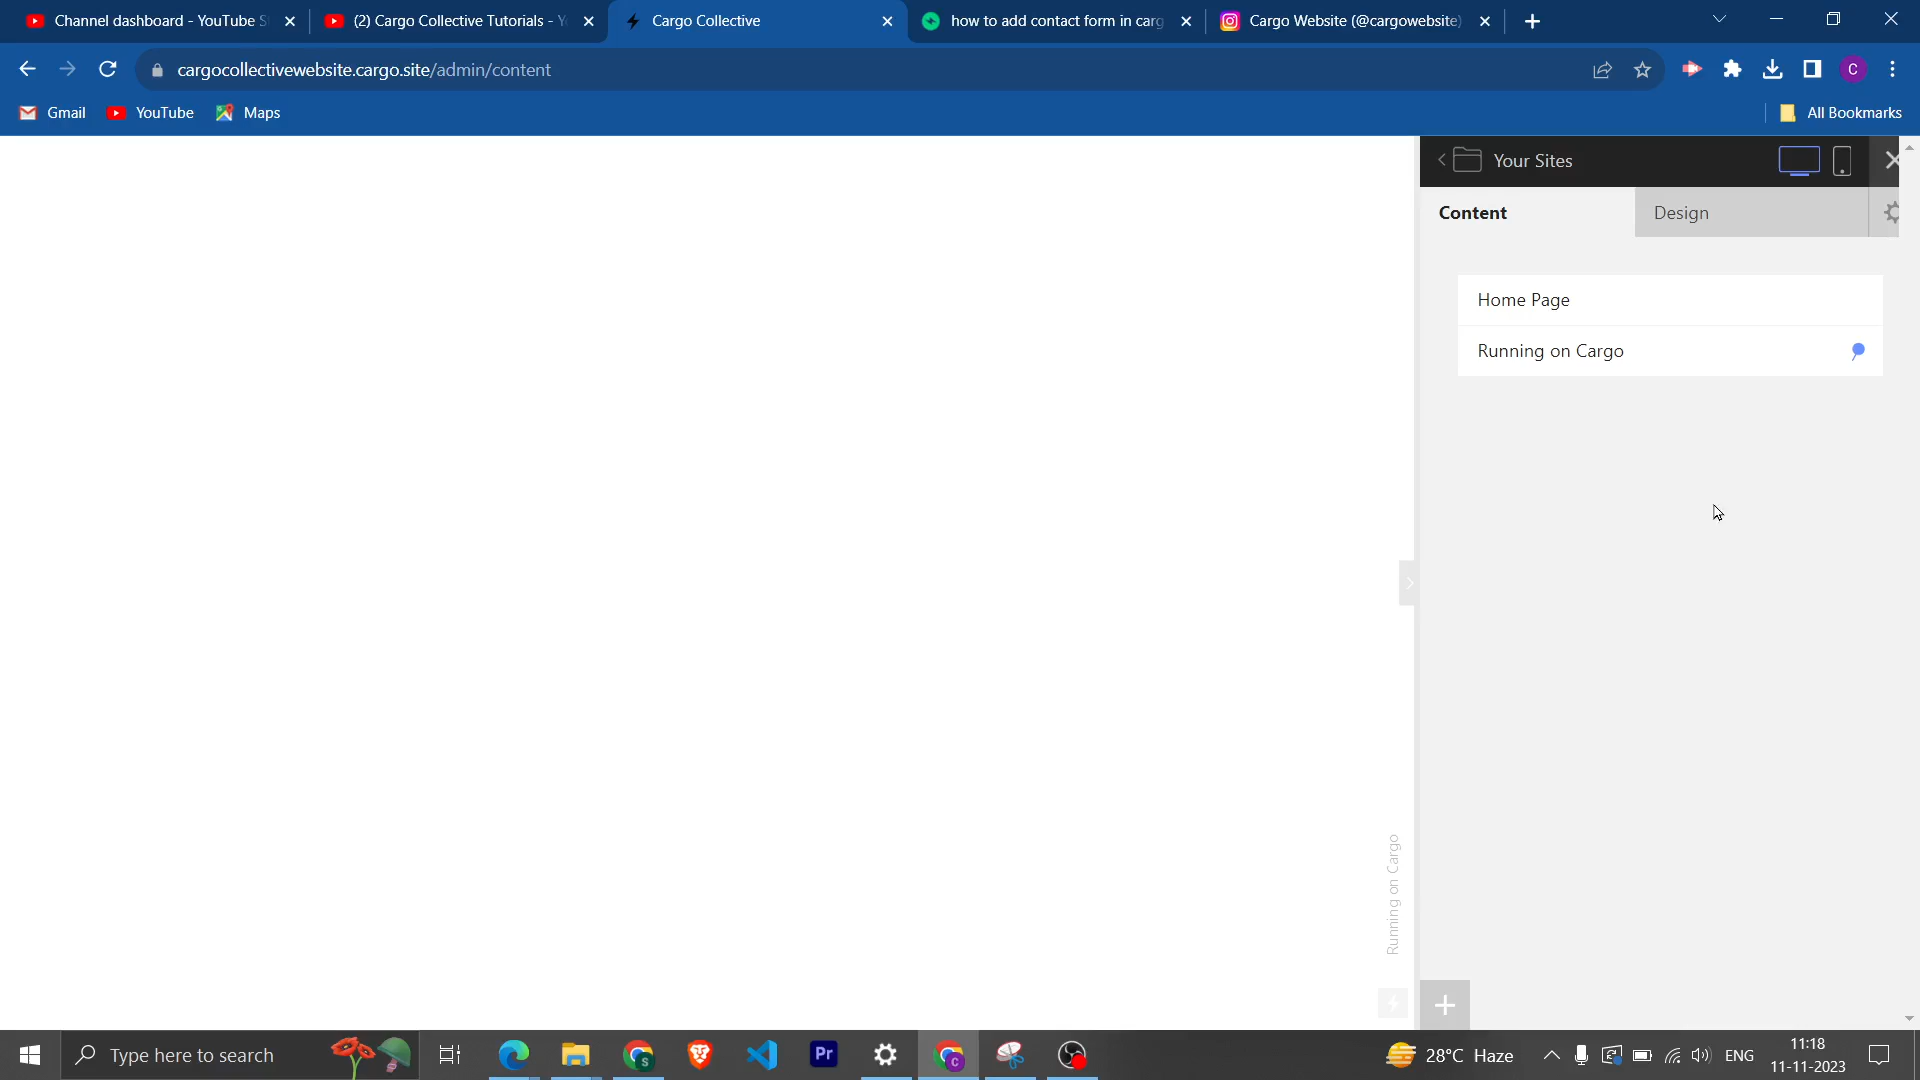 Channel dashboard - YouTube S
(2) Cargo Collective Tutorials - Y
Cargo Collective
how to add contact form in carg
Cargo Website (@cargowebsite)
cargocollectivewebsite.cargo.site/admin/content
C
Gmail
YouTube
Maps
All Bookmarks
Your Sites
Content
Design
Home Page
Running on Cargo
Running on Cargo
Type here to search
S
Pr
C
28°C Haze
ENG
11:18
11-11-2023